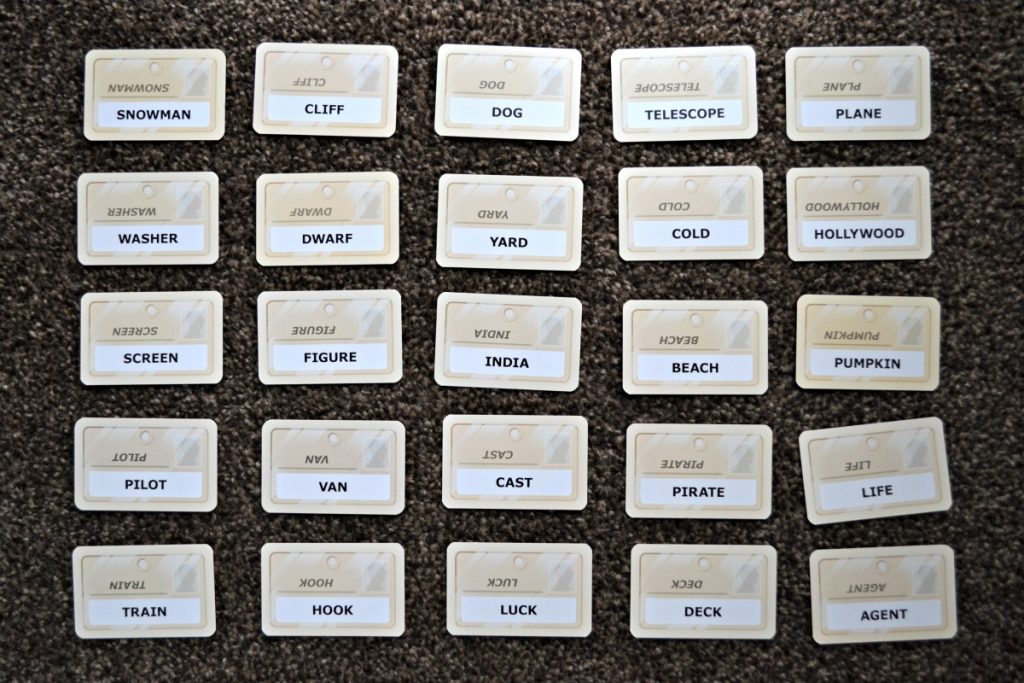 SNOWMAN
SNOWMAN
CLIFF
CLIFF
DOG
DOG
TELESCOPE
TELESCOPE
PLANE
PLANE
WASHER
WASHER
DWARF
DWARF
YARD
YARD
COLD
COLD
HOLLYWOOD
HOLLYWOOD
SCREEN
SCREEN
FIGURE
FIGURE
INDIA
INDIA
BEACH
BEACH
PUMPKIN
PUMPKIN
PILOT
PILOT
VAN
VAN
CAST
CAST
PIRATE
PIRATE
LIFE
LIFE
TRAIN
TRAIN
HOOK
HOOK
LUCK
LUCK
DECK
DECK
AGENT
AGENT